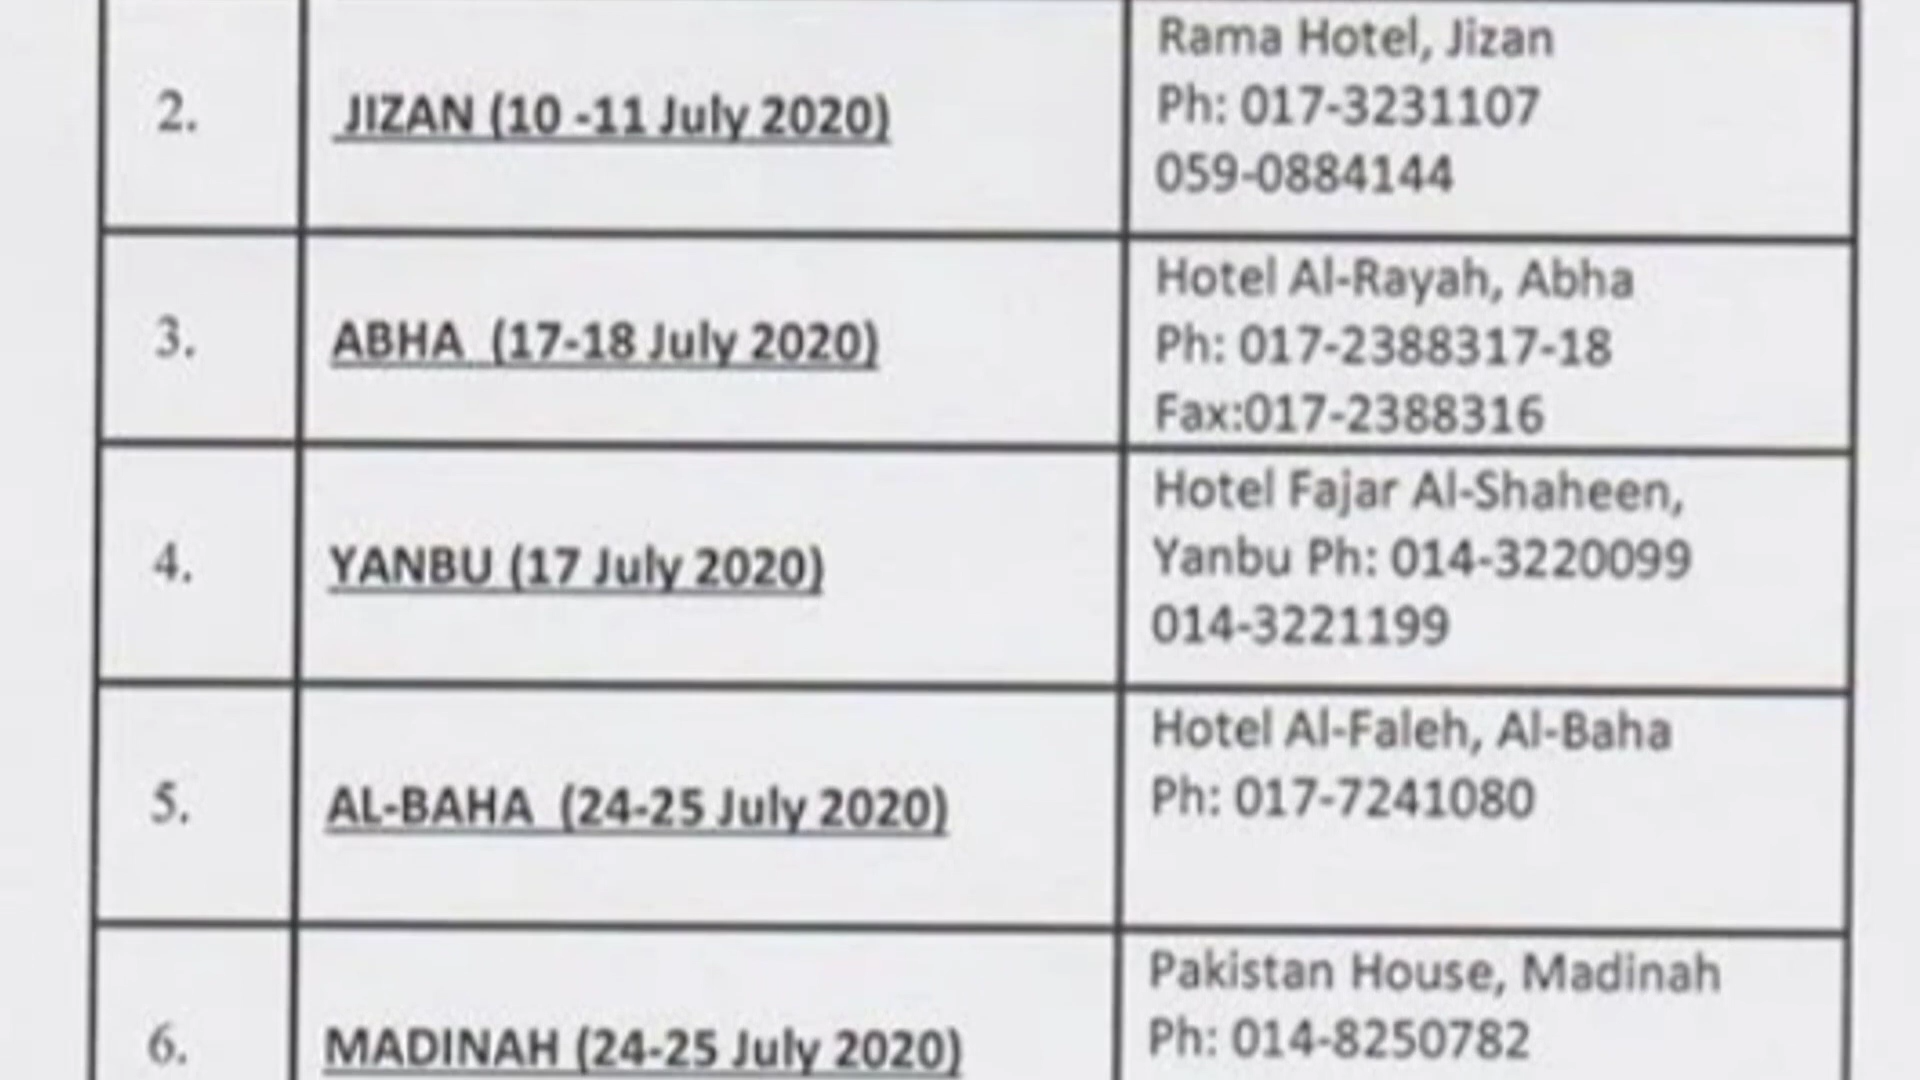 2.
JIZAN (10 -11 July 2020)
Rama Hotel, Jizan
Ph: 017-3231107
059-0884144
3.
ABHA (17-18 July 2020)
Hotel Al-Rayah, Abha
Ph: 017-2388317-18
Fax:017-2388316
4.
YANBU (17 July 2020)
Hotel Fajar Al-Shaheen,
Yanbu Ph: 014-3220099
014-3221199
5.
AL-BAHA (24-25 July 2020)
Hotel Al-Faleh, Al-Baha
Ph: 017-7241080
6.
MADINAH (24-25 July 2020)
Pakistan House, Madinah
Ph: 014-8250782